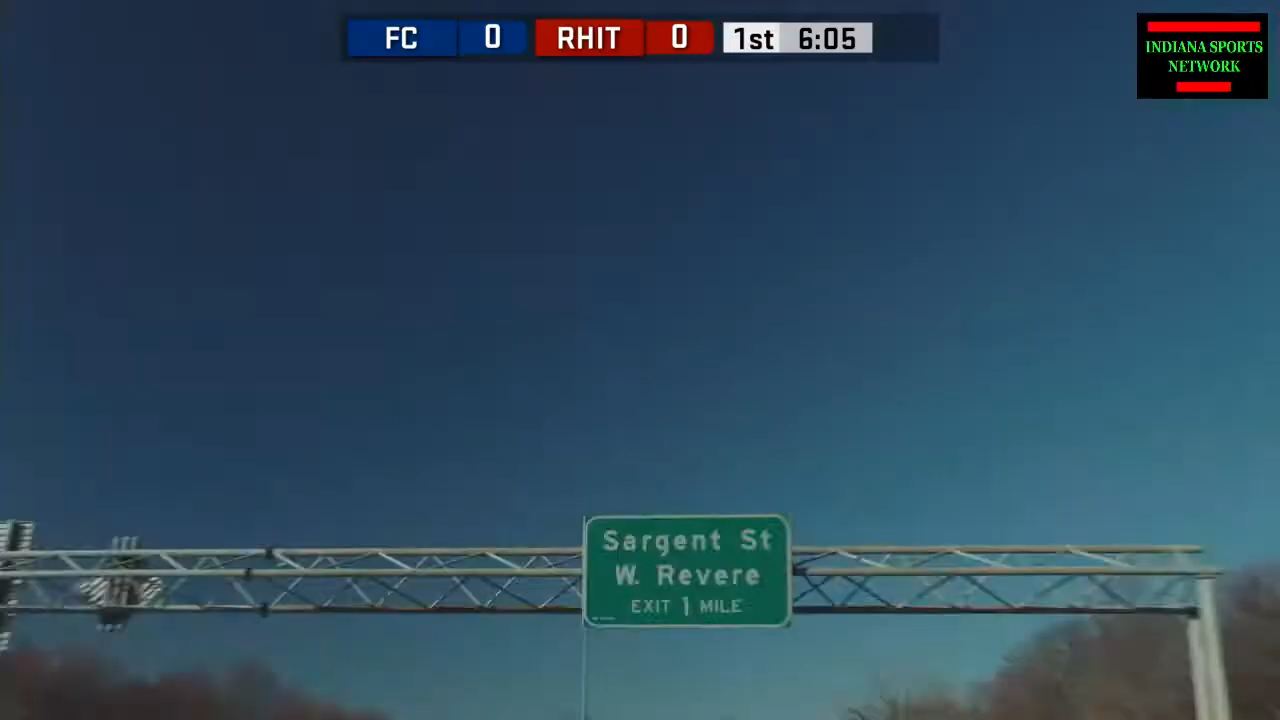 FC 0 RHIT 0 1st 6:05
INDIANA SPORTS
NETWORK
Sargent St
W. Revere
EXIT 1 MILE